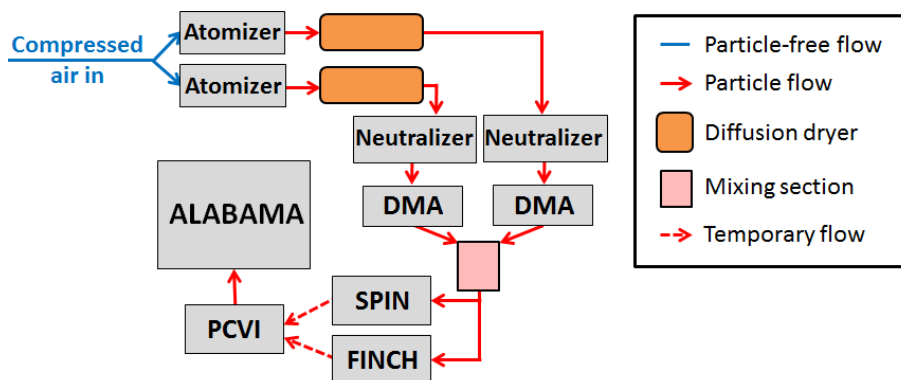 Compressed
air in
Atomizer
Atomizer
Neutralizer
Neutralizer
DMA
DMA
ALABAMA
SPIN
PCVI
FINCH
Particle-free flow
Particle flow
Diffusion dryer
Mixing section
Temporary flow